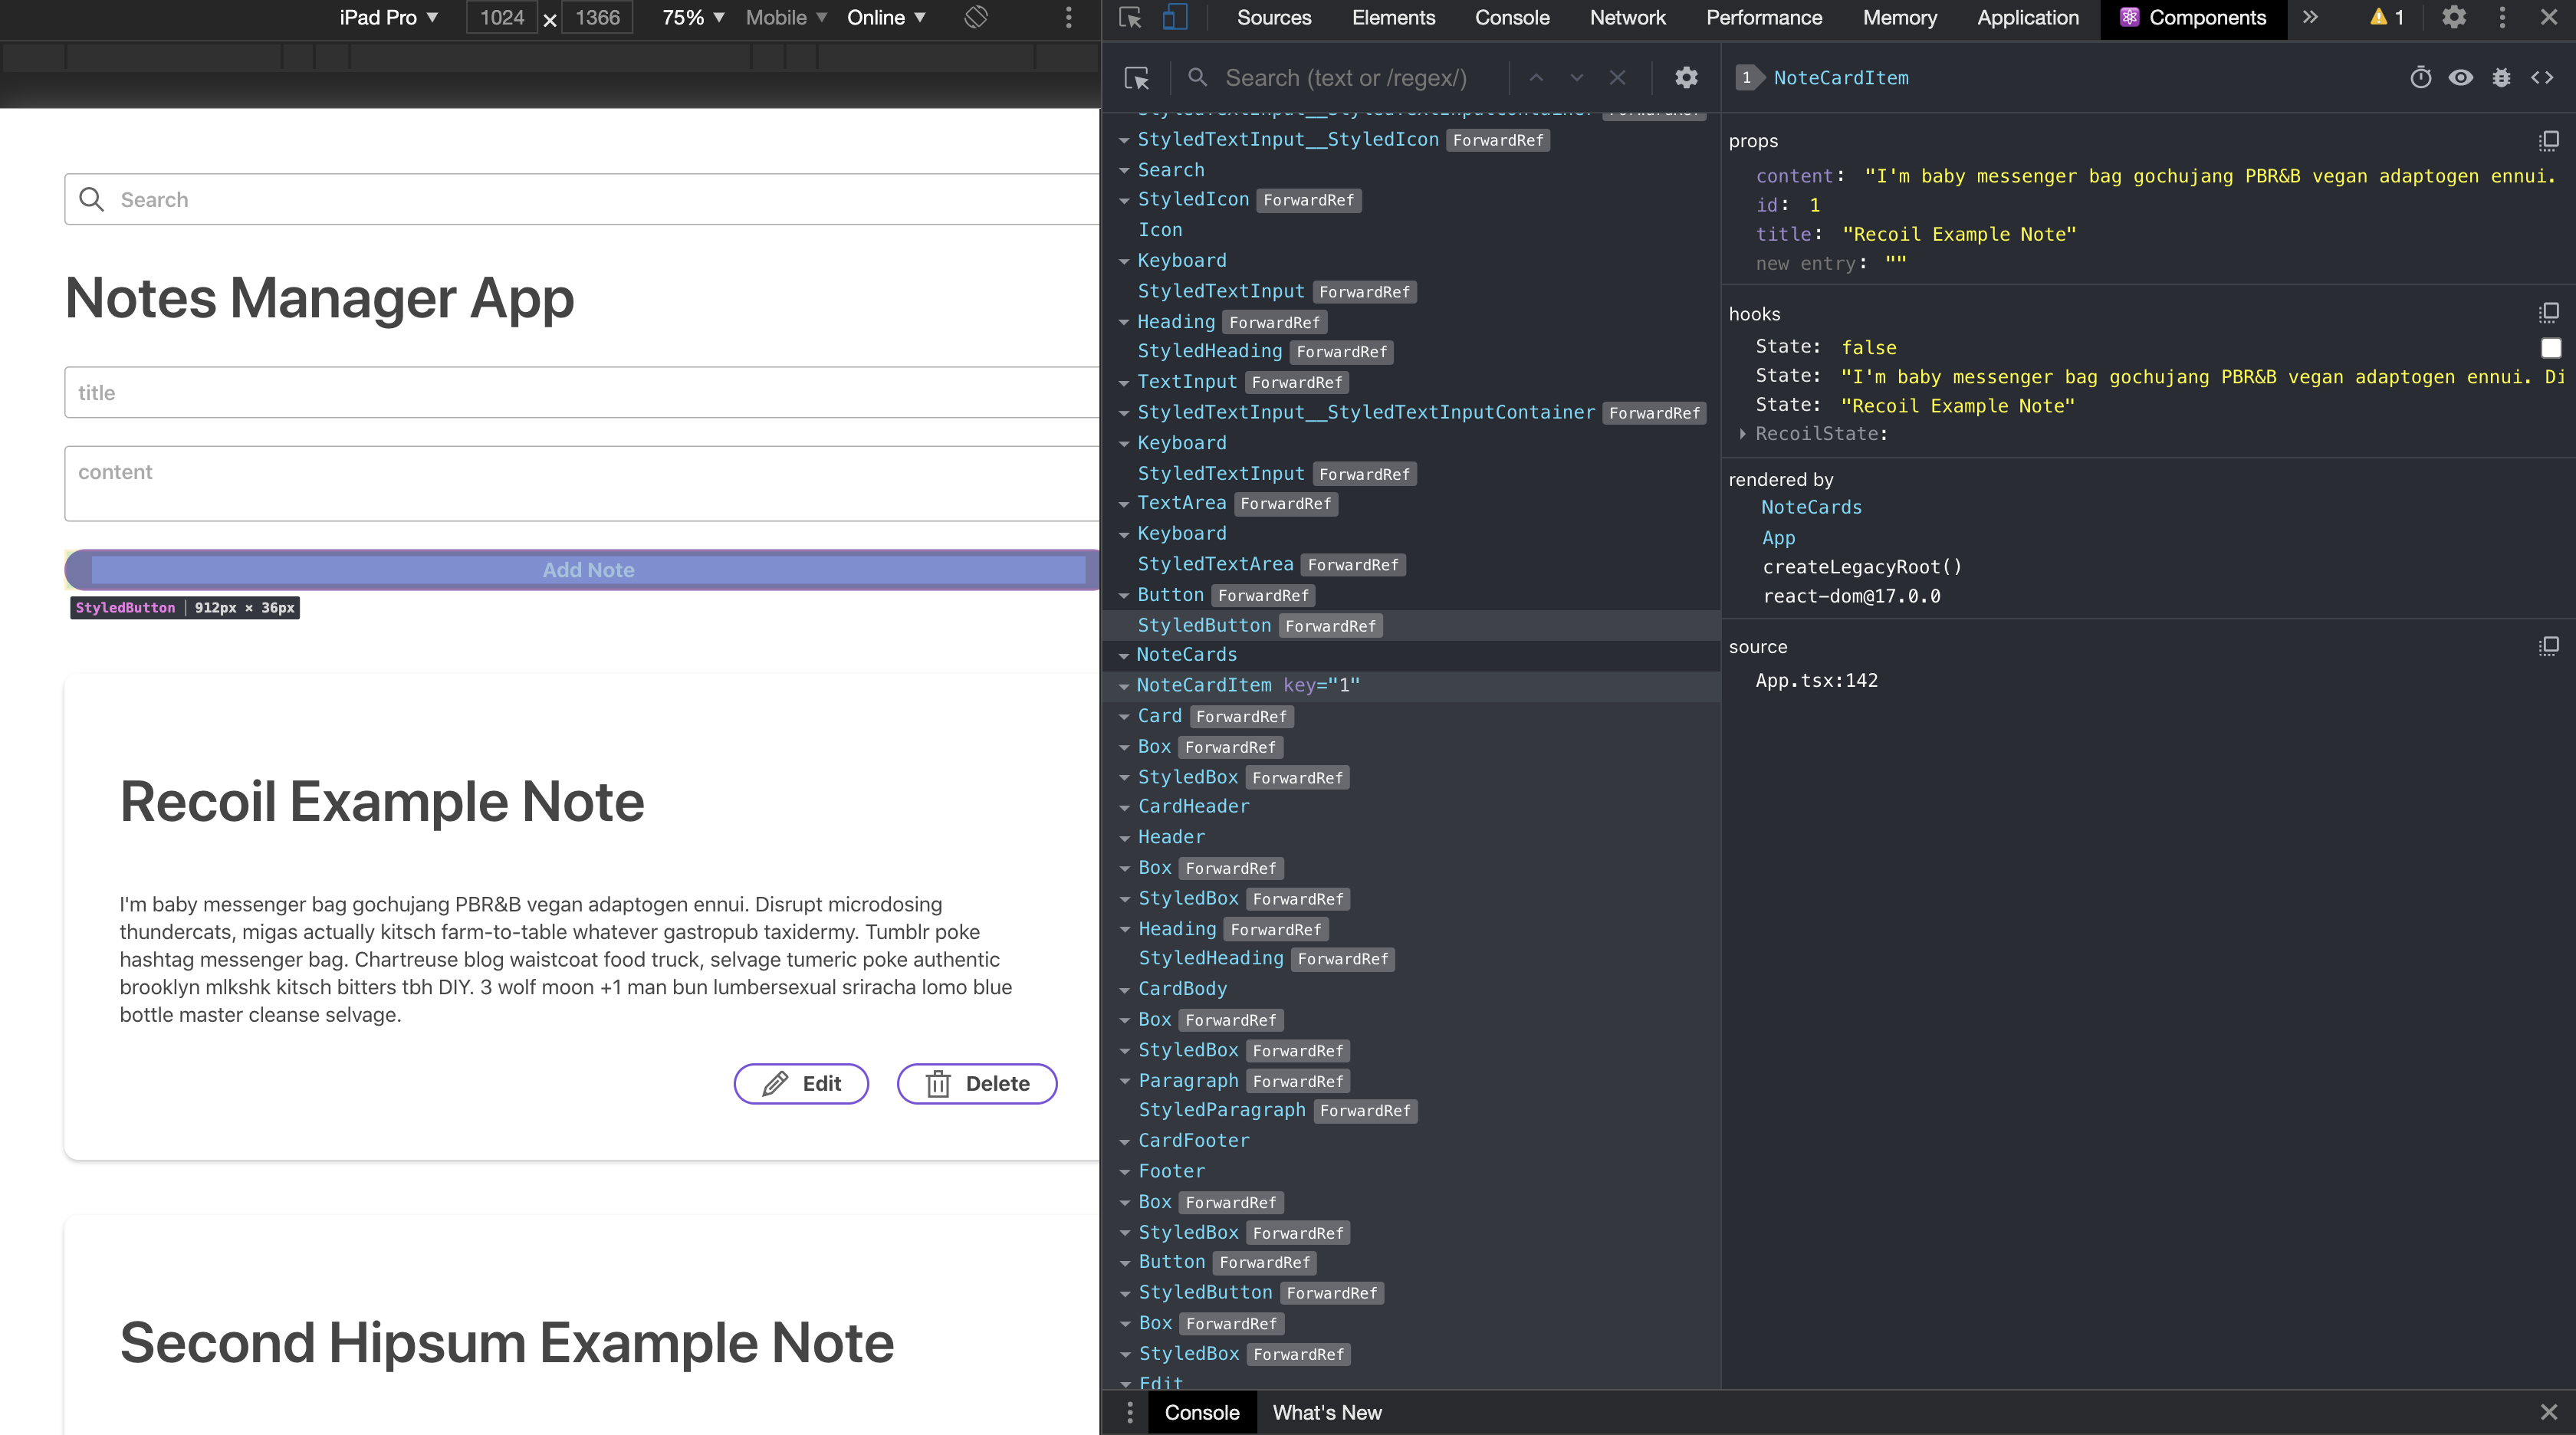 iPad Pro ▼ 1024 × 1366 75% ▼ Mobile ▼ Online ▼
Search
Notes Manager App
title
content
Add Note
StyledButton | 912px × 36px
Recoil Example Note
I'm baby messenger bag gochujang PBR&B vegan adaptogen ennui. Disrupt microdosing
thundercats, migas actually kitsch farm-to-table whatever gastropub taxidermy. Tumblr poke
hashtag messenger bag. Chartreuse blog waistcoat food truck, selvage tumeric poke authentic
brooklyn mlkshk kitsch bitters tbh DIY. 3 wolf moon +1 man bun lumbersexual sriracha lomo blue
bottle master cleanse selvage.
Edit Delete
Second Hipsum Example Note
Sources Elements Console Network Performance Memory Application Components » 1
Search (text or /regex/)
StyledTextInput__StyledTextInputContainer ForwardRef
StyledTextInput__StyledIcon ForwardRef
Search
StyledIcon ForwardRef
Icon
Keyboard
StyledTextInput ForwardRef
Heading ForwardRef
StyledHeading ForwardRef
TextInput ForwardRef
StyledTextInput__StyledTextInputContainer ForwardRef
Keyboard
StyledTextInput ForwardRef
TextArea ForwardRef
Keyboard
StyledTextArea ForwardRef
Button ForwardRef
StyledButton ForwardRef
NoteCards
NoteCardItem key="1"
Card ForwardRef
Box ForwardRef
StyledBox ForwardRef
CardHeader
Header
Box ForwardRef
StyledBox ForwardRef
Heading ForwardRef
StyledHeading ForwardRef
CardBody
Box ForwardRef
StyledBox ForwardRef
Paragraph ForwardRef
StyledParagraph ForwardRef
CardFooter
Footer
Box ForwardRef
StyledBox ForwardRef
Button ForwardRef
StyledButton ForwardRef
Box ForwardRef
StyledBox ForwardRef
Edit
1 NoteCardItem
props
content: "I'm baby messenger bag gochujang PBR&B vegan adaptogen ennui.
id: 1
title: "Recoil Example Note"
new entry: ""
hooks
State: false
State: "I'm baby messenger bag gochujang PBR&B vegan adaptogen ennui. Di
State: "Recoil Example Note"
RecoilState:
rendered by
NoteCards
App
createLegacyRoot()
react-dom@17.0.0
source
App.tsx:142
Console What's New